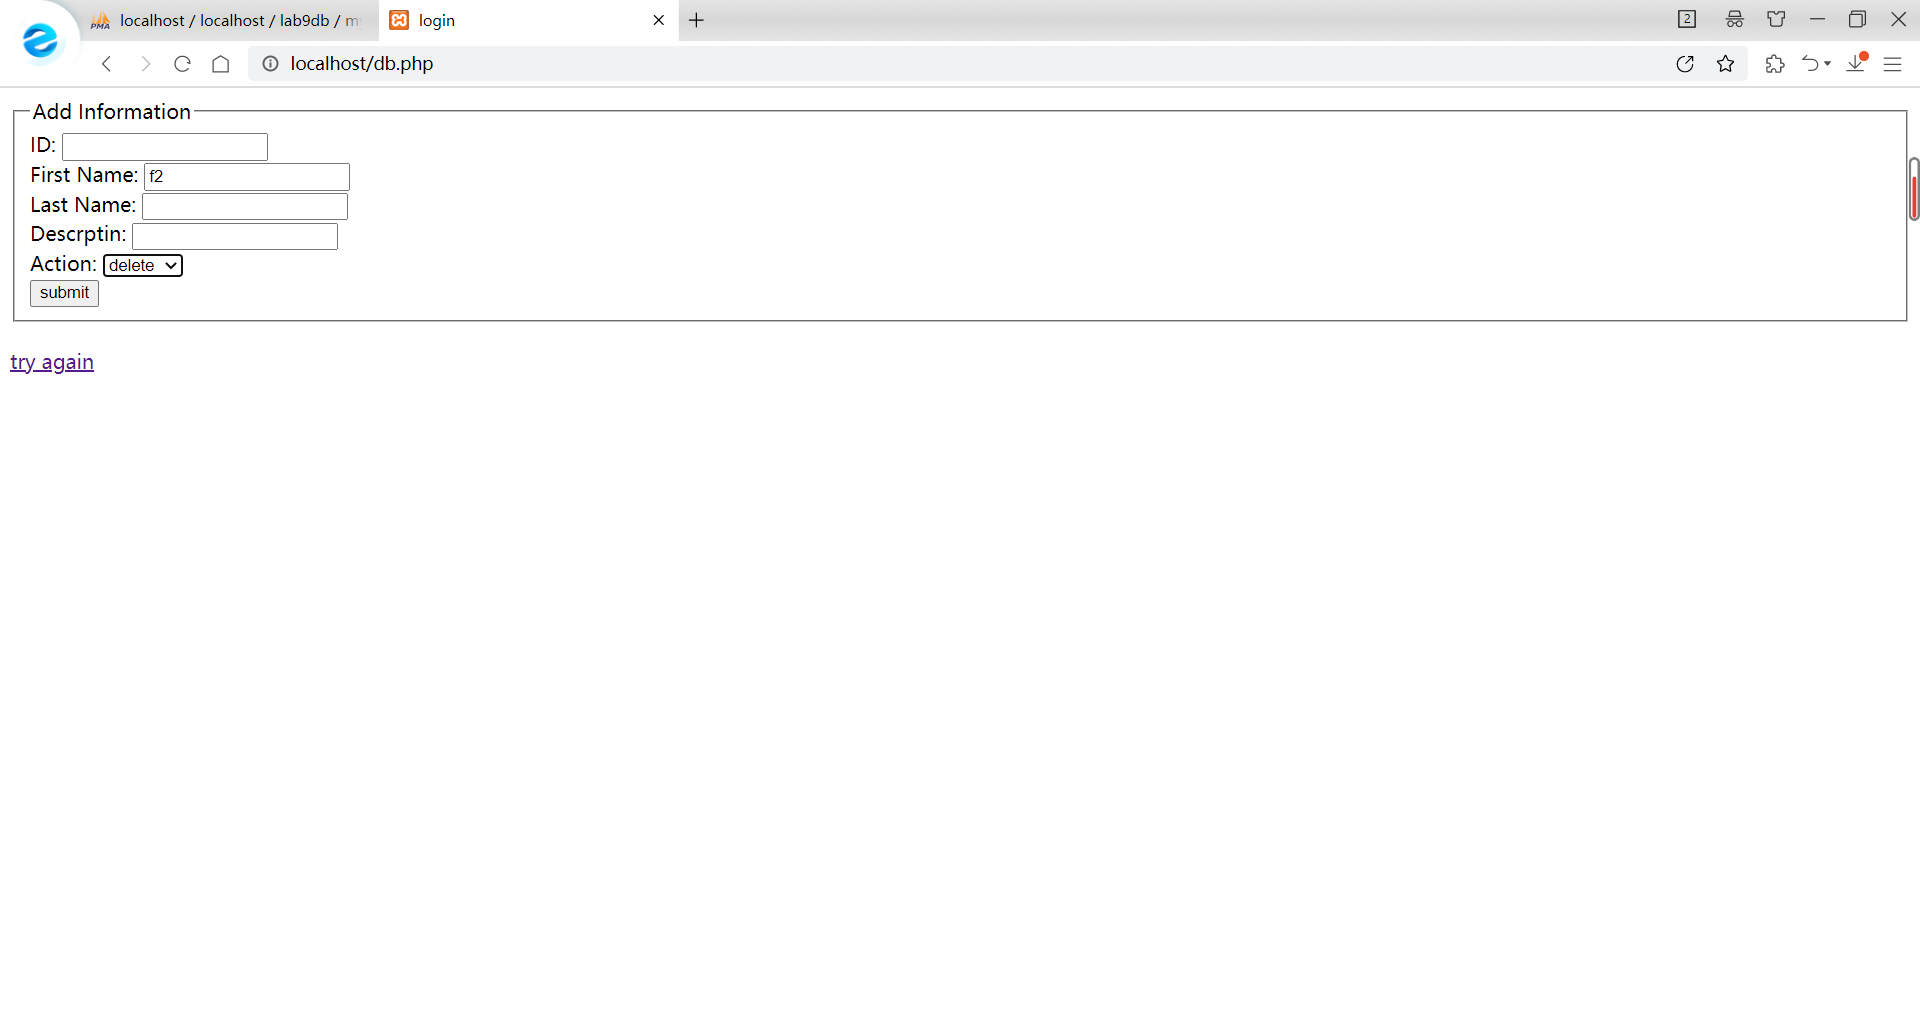 PMA localhost / localhost / lab9db / m
login
2
localhost/db.php
Add Information
ID:
First Name: f2
Last Name:
Descrptin:
Action: delete
submit
try again